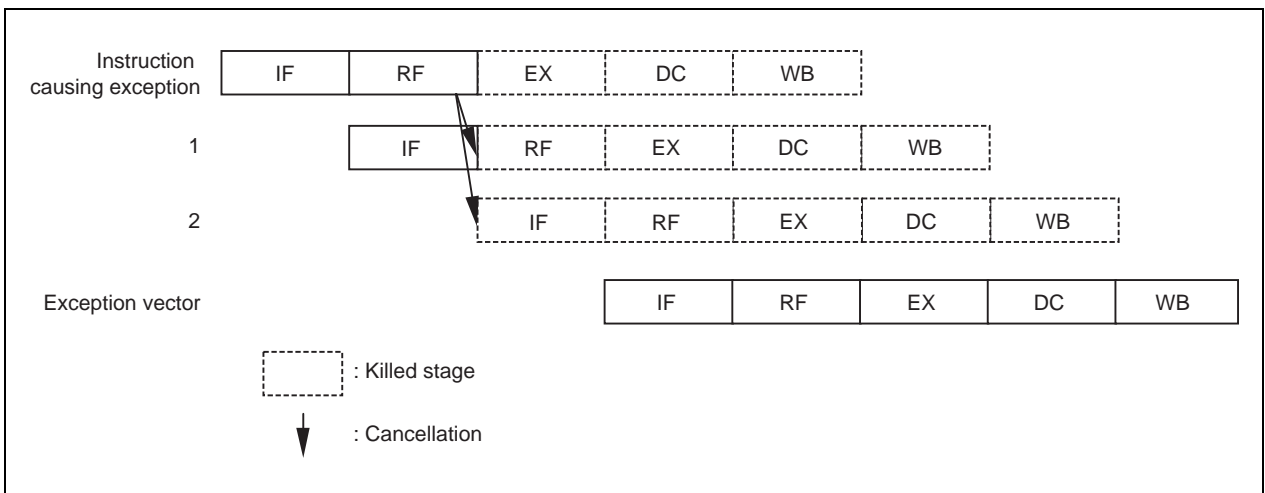 Instruction
causing exception
IF RF EX DC WB
1
IF RF EX DC WB
2
IF RF EX DC WB
Exception vector
IF RF EX DC WB
: Killed stage
: Cancellation